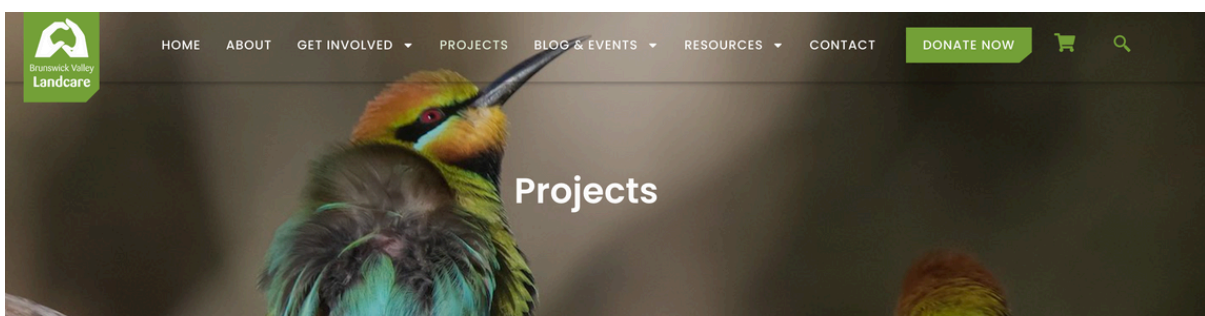 Brunswick Valley
Landcare
HOME ABOUT GET INVOLVED PROJECTS BLOG & EVENTS RESOURCES CONTACT DONATE NOW
Projects